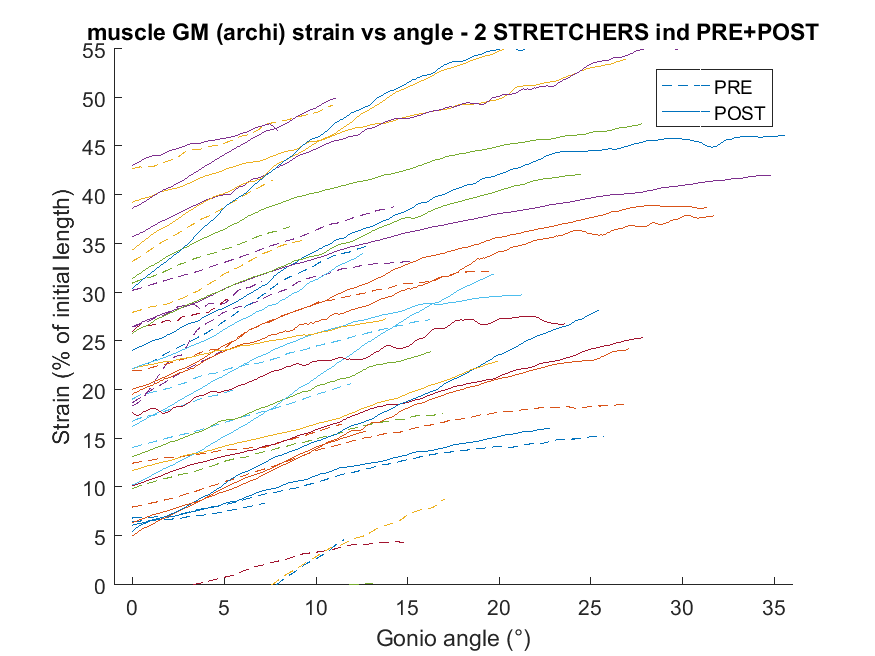 muscle GM (archi) strain vs angle - 2 STRETCHERS ind PRE+POST
55
50
45
40
35
30
25
20
15
10
5
0
Strain (% of initial length)
PRE
POST
0 5 10 15 20 25 30 35
Gonio angle (°)